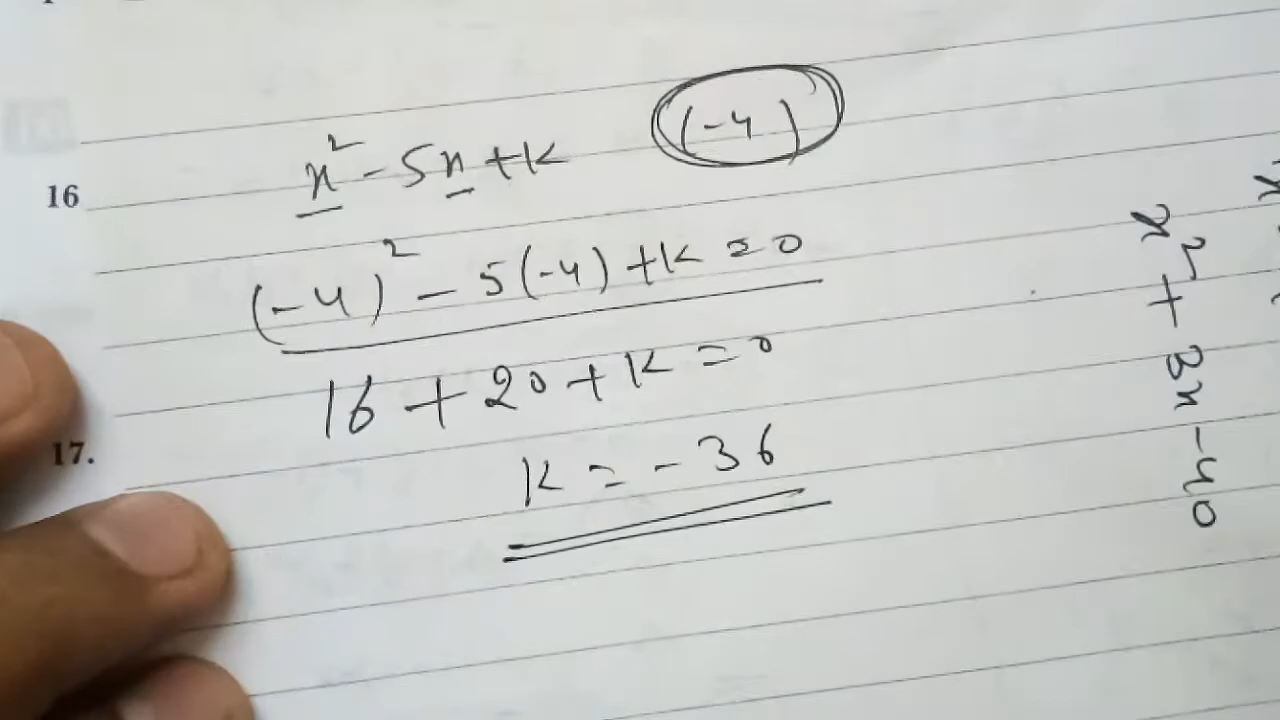 16
x² - 5x + k (-4)
(-4)² - 5(-4) + k = 0
16 + 20 + k = 0
17.
k = - 36
x² + 3x - 40